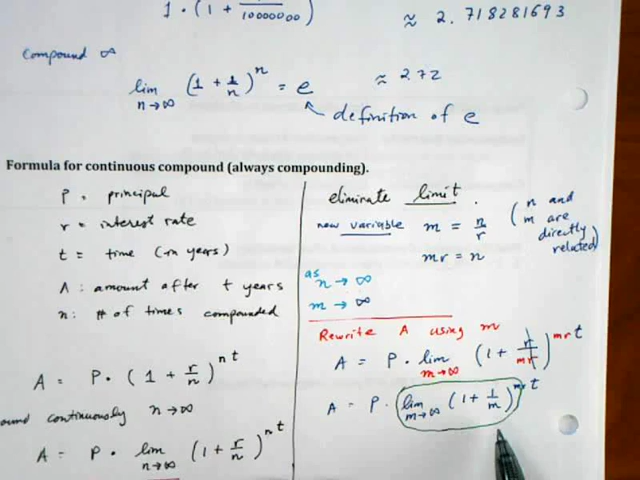 1 · (1 + 1/10000000)
≈ 2.718281693
Compound ∞
lim n→∞ (1 + 1/n)^n = e ≈ 2.72
definition of e
Formula for continuous compound (always compounding).
P = principal
r = interest rate
t = time (in years)
A : amount after t years
n : # of times compounded
A = P · (1 + r/n)^nt
ound continuously n→∞
A = P · lim n→∞ (1 + r/n)^nt
eliminate limit.
new variable m = n/r
(n and m are directly related)
mr = n
as n→∞
m→∞
Rewrite A using m
A = P · lim m→∞ (1 + r/mr)^mrt
A = P · lim m→∞ (1 + 1/m)^mrt